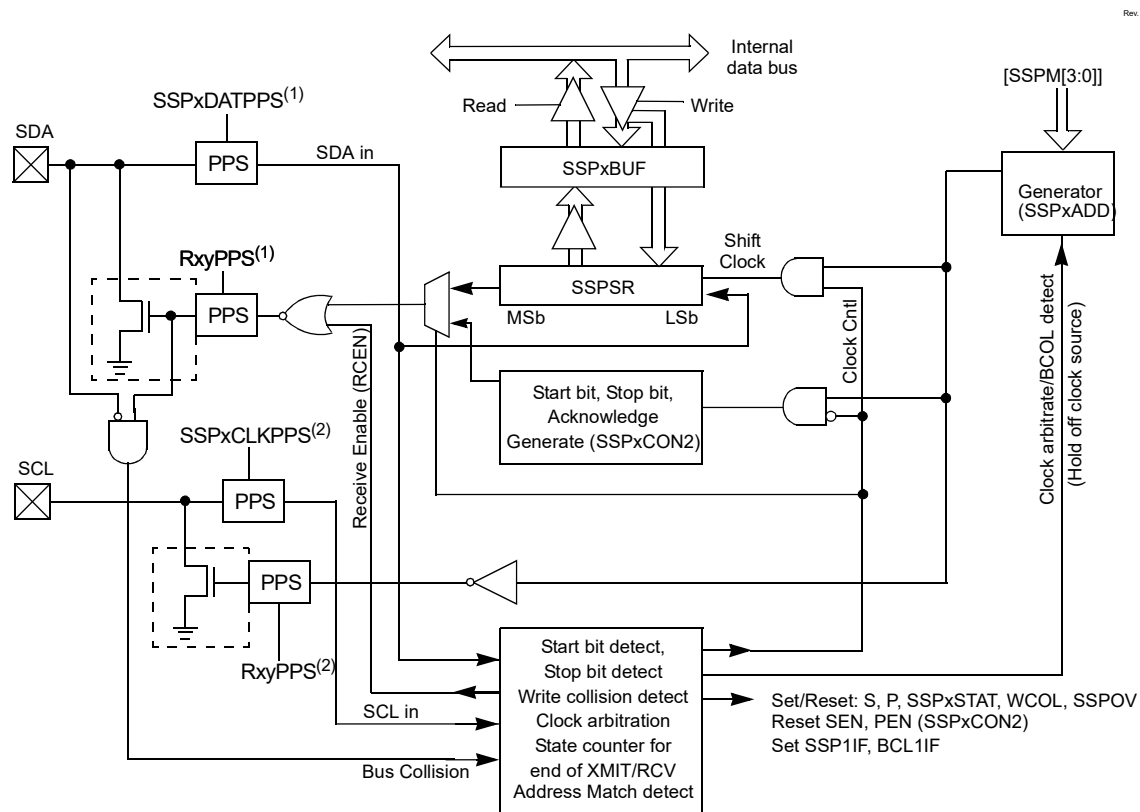 Rev.
Internal
data bus
[SSPM[3:0]]
SSPxDATPPS(1)
Read
Write
SDA
PPS
SDA in
SSPxBUF
Generator
(SSPxADD)
RxyPPS(1)
Shift
Clock
PPS
SSPSR
MSb
LSb
Receive Enable (RCEN)
Clock Cntl
Clock arbitrate/BCOL detect
(Hold off clock source)
Start bit, Stop bit,
Acknowledge
Generate (SSPxCON2)
SSPxCLKPPS(2)
SCL
PPS
PPS
RxyPPS(2)
Start bit detect,
Stop bit detect
Write collision detect
Clock arbitration
State counter for
end of XMIT/RCV
Address Match detect
SCL in
Bus Collision
Set/Reset: S, P, SSPxSTAT, WCOL, SSPOV
Reset SEN, PEN (SSPxCON2)
Set SSP1IF, BCL1IF